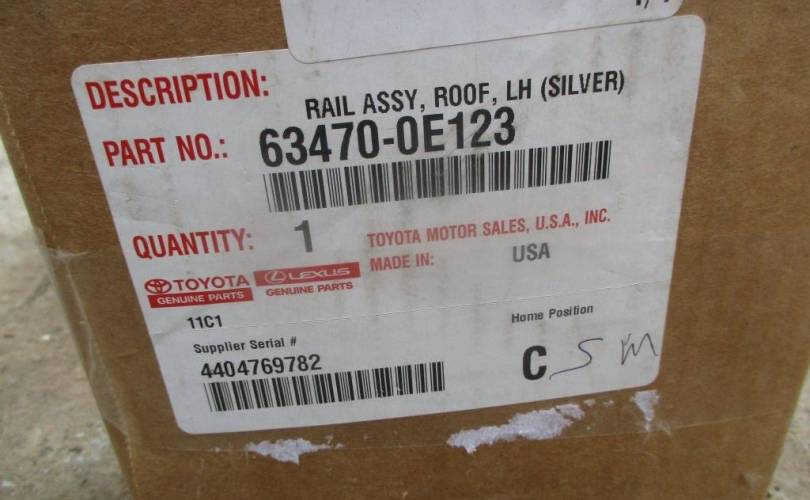 DESCRIPTION:
RAIL ASSY, ROOF, LH (SILVER)
PART NO.: 63470-0E123
QUANTITY: 1
TOYOTA MOTOR SALES, U.S.A., INC.
MADE IN: USA
TOYOTA
GENUINE PARTS
LEXUS
GENUINE PARTS
11C1
Supplier Serial #
4404769782
Home Position
C S M